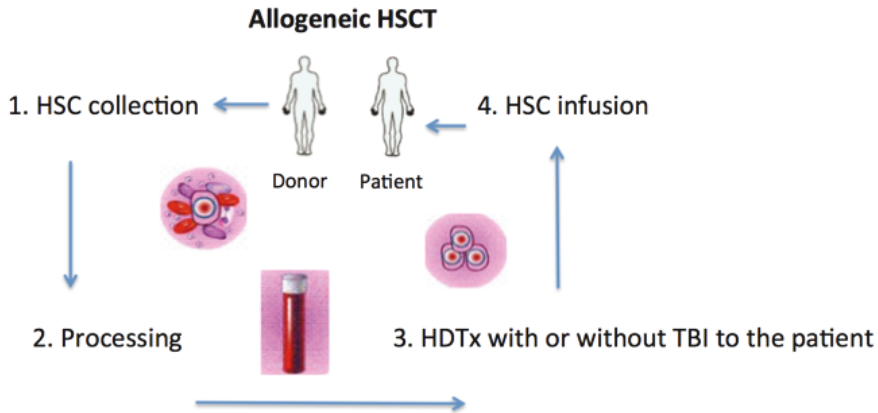 Allogeneic HSCT
1. HSC collection
4. HSC infusion
Donor
Patient
2. Processing
3. HDTx with or without TBI to the patient